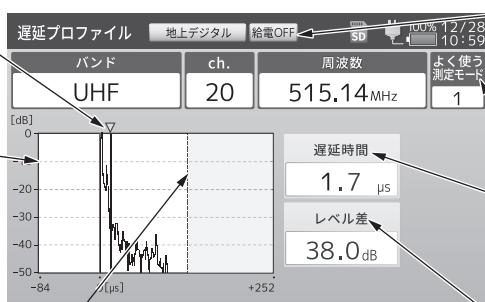 遅延プロファイル 地上デジタル 給電OFF SD 100% 12/28
10:59
バンド ch. 周波数 よく使う
測定モード
UHF 20 515.14MHz 1
[dB]
0
遅延時間
1.7 μs
-20
レベル差
-30
38.0dB
-40
-50
-84 0[μs] +252